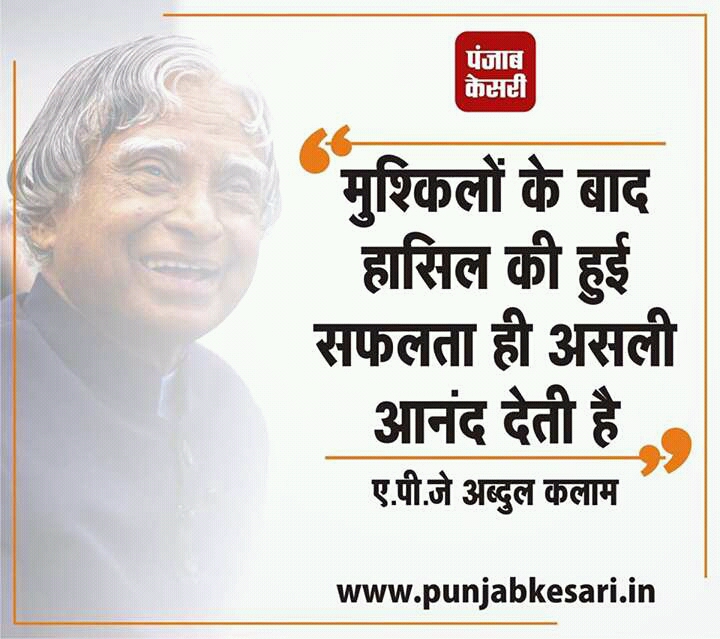 पंजाब
केसरी
“मुश्किलों के बाद
हासिल की हुई
सफलता ही असली
आनंद देती है”
ए.पी.जे अब्दुल कलाम
www.punjabkesari.in